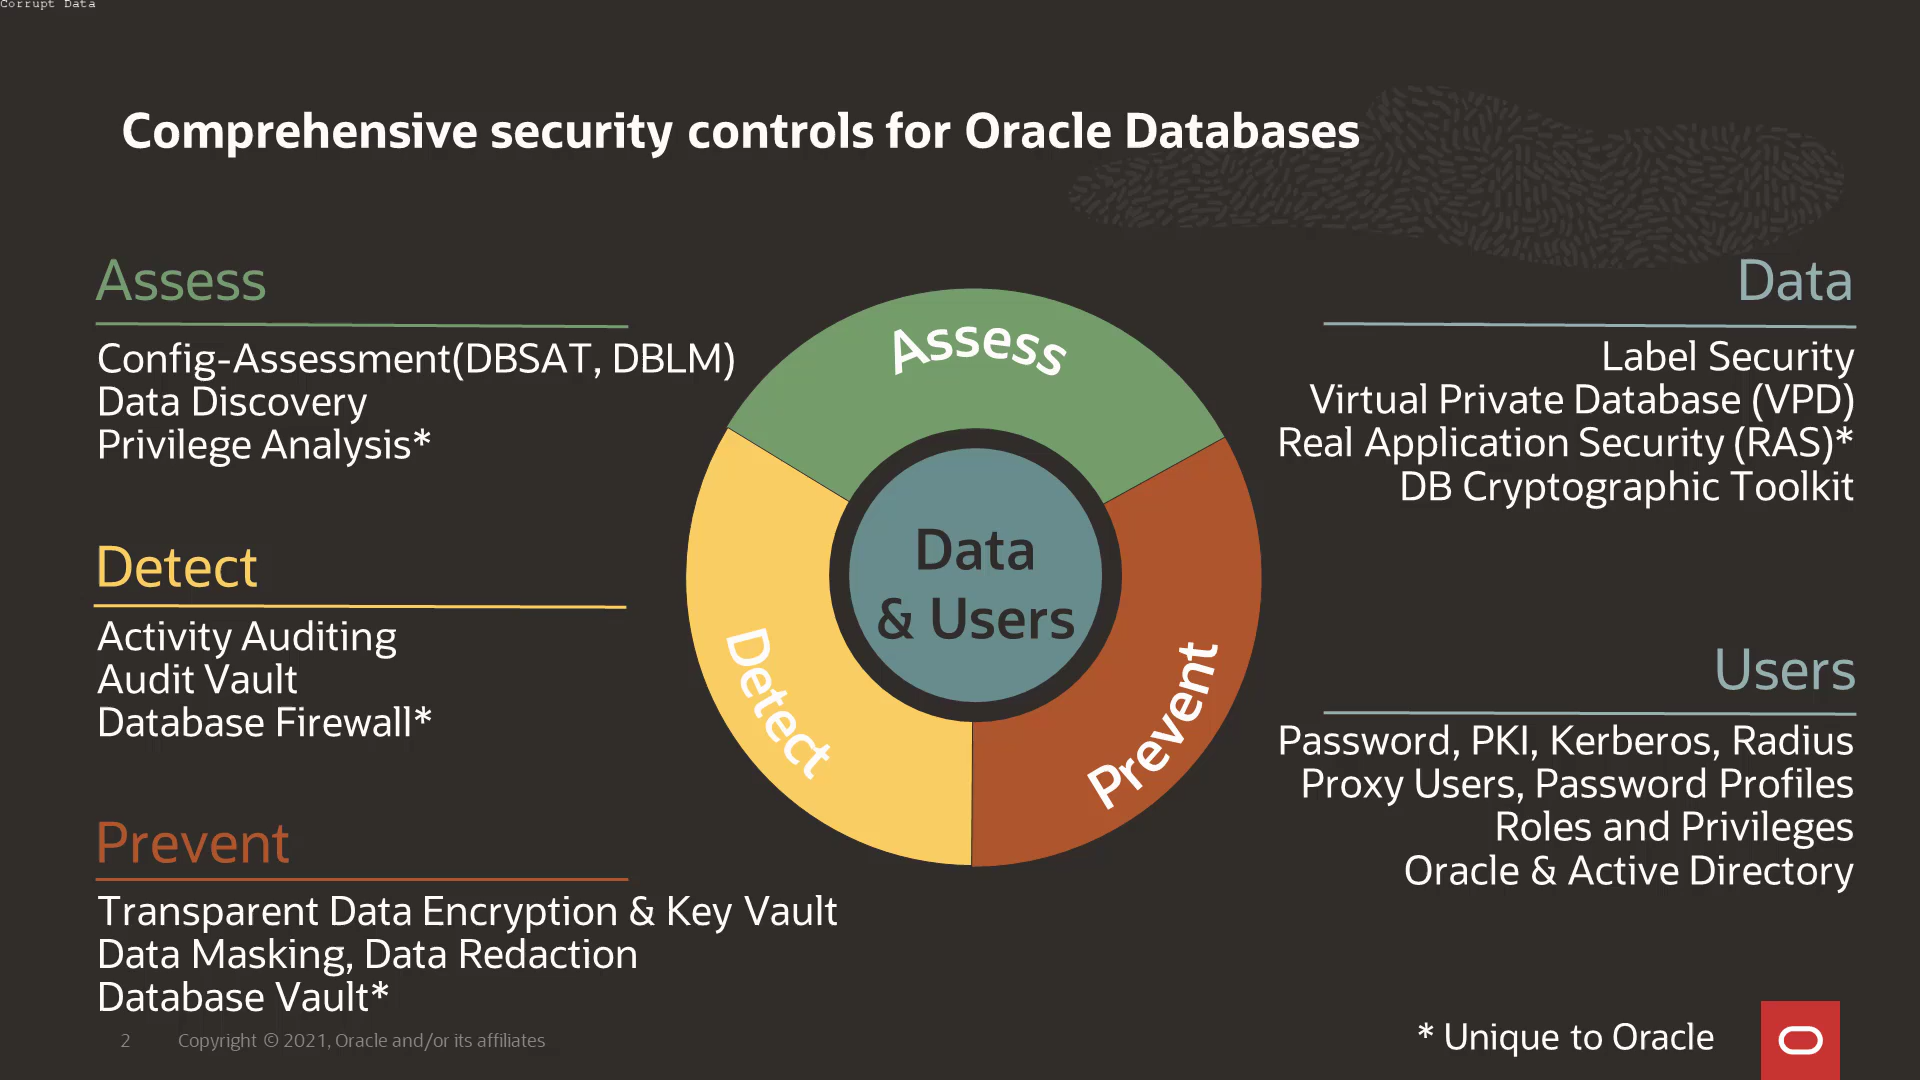 Corrupt Data
Comprehensive security controls for Oracle Databases
Assess
Config-Assessment(DBSAT, DBLM)
Data Discovery
Privilege Analysis*
Detect
Activity Auditing
Audit Vault
Database Firewall*
Prevent
Transparent Data Encryption & Key Vault
Data Masking, Data Redaction
Database Vault*
Assess
Detect
Prevent
Data
& Users
Data
Label Security
Virtual Private Database (VPD)
Real Application Security (RAS)*
DB Cryptographic Toolkit
Users
Password, PKI, Kerberos, Radius
Proxy Users, Password Profiles
Roles and Privileges
Oracle & Active Directory
2 Copyright © 2021, Oracle and/or its affiliates
* Unique to Oracle